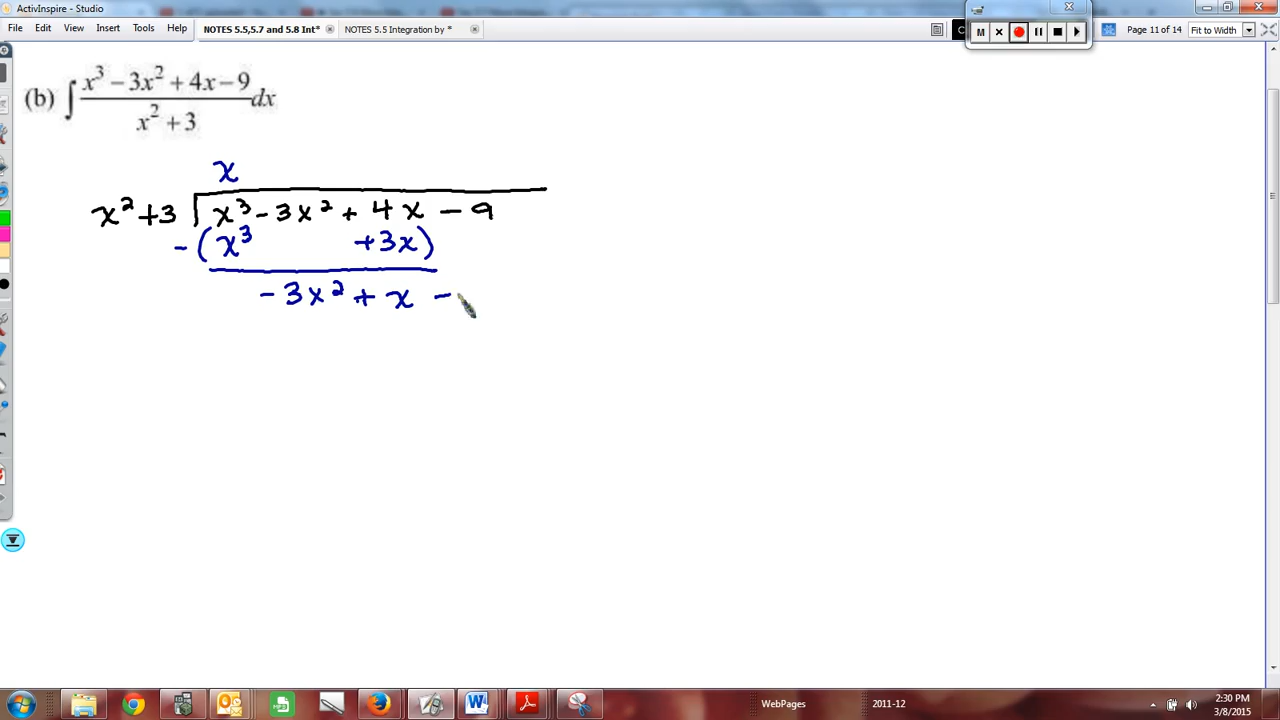 ActivInspire - Studio
File Edit View Insert Tools Help
NOTES 5.5,5.7 and 5.8 Int* NOTES 5.5 Integration by *
M
Page 11 of 14 Fit to Width
(b) ∫ (x³ − 3x² + 4x − 9)/(x² + 3) dx
x
x² + 3 x³ − 3x² + 4x − 9
− (x³ + 3x)
− 3x² + x −
WebPages 2011-12
2:30 PM
3/8/2015